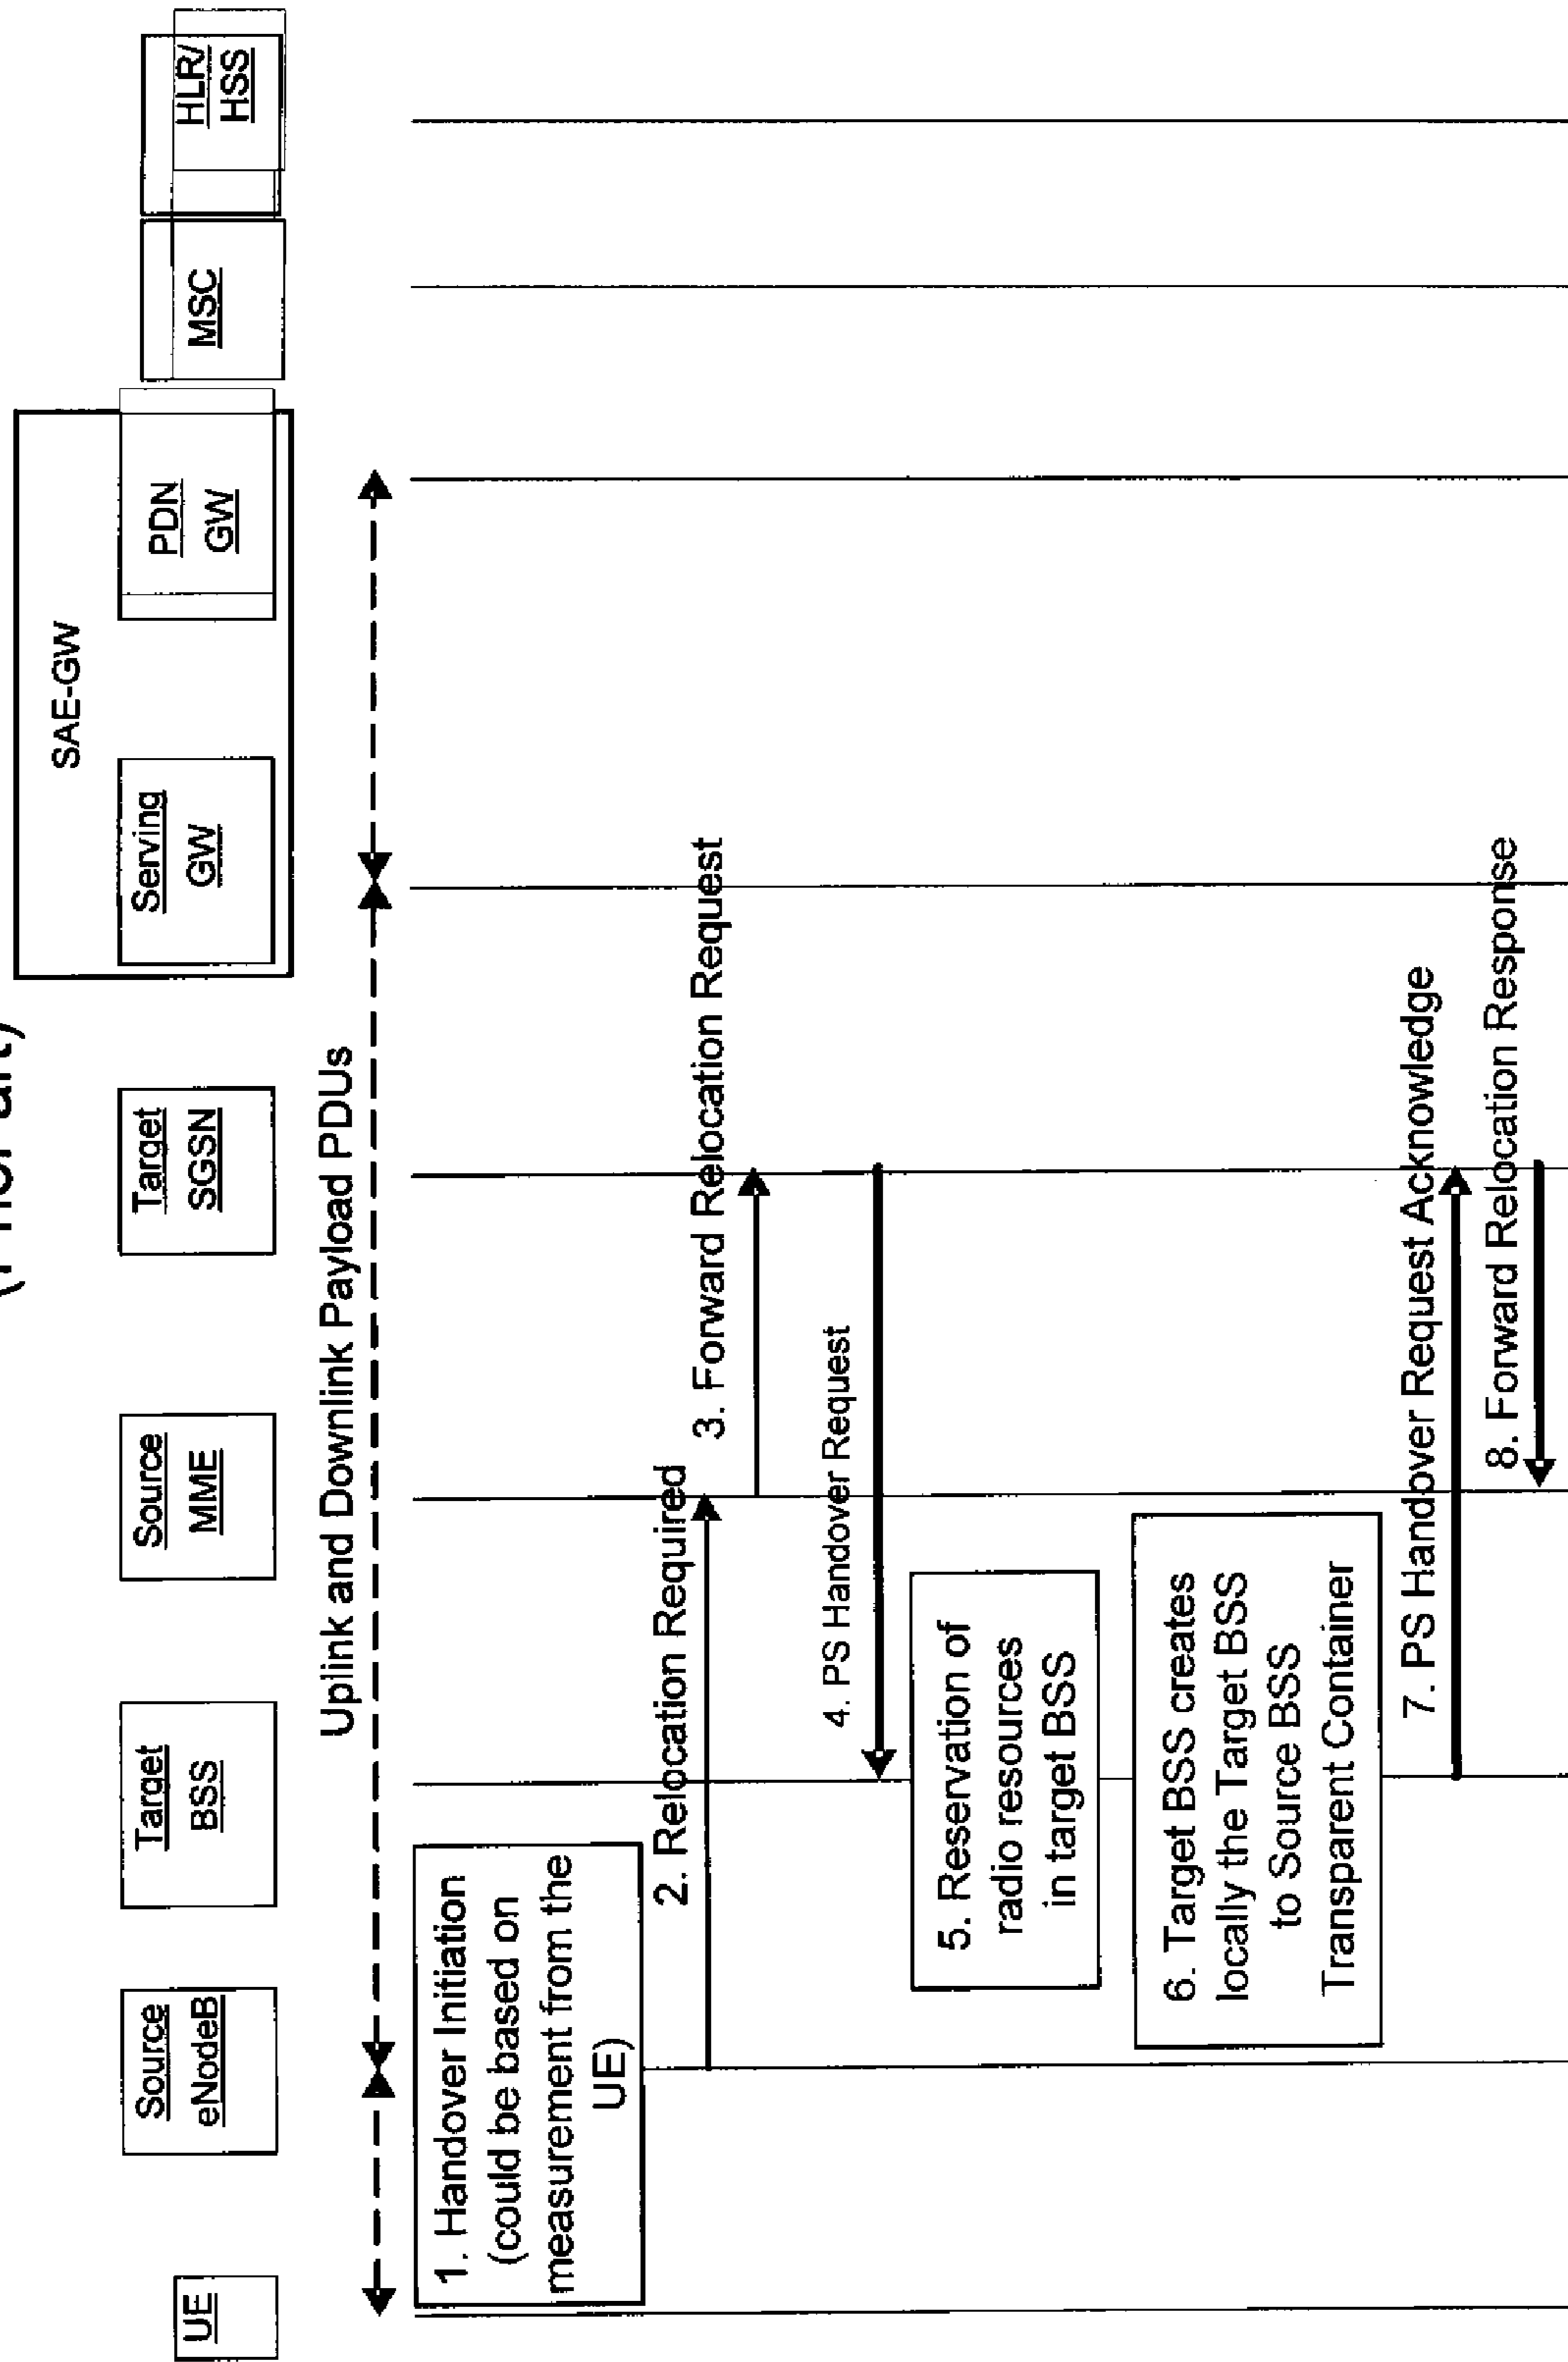 (Prior art)
SAE-GW
UE
Source
eNodeB
Target
BSS
Source
MME
Target
SGSN
Serving
GW
PDN
GW
MSC
HLR/
HSS
Uplink and Downlink Payload PDUs
1. Handover Initiation
(could be based on
measurement from the
UE)
2. Relocation Required
3. Forward Relocation Request
4. PS Handover Request
5. Reservation of
radio resources
in target BSS
6. Target BSS creates
locally the Target BSS
to Source BSS
Transparent Container
7. PS Handover Request Acknowledge
8. Forward Relocation Response